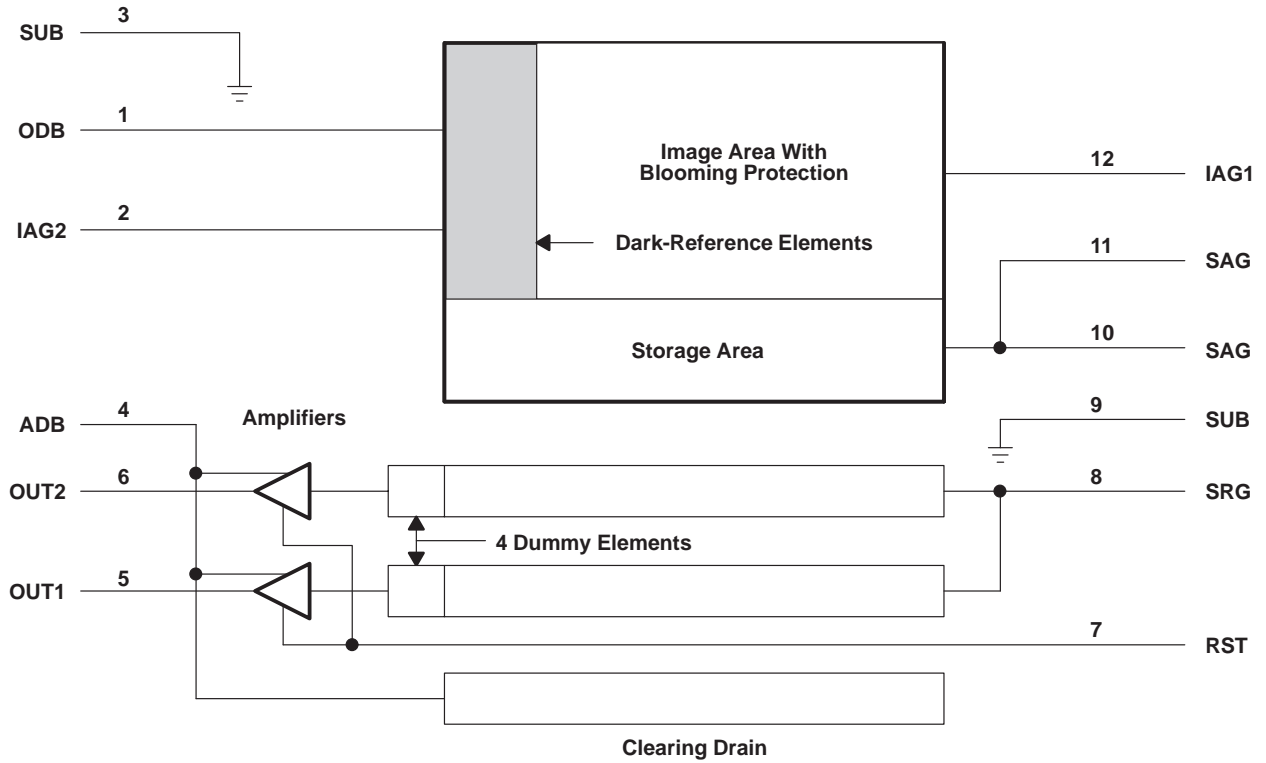 3
SUB
1
ODB
Image Area With
Blooming Protection
12
IAG1
2
IAG2
Dark-Reference Elements
11
SAG
Storage Area
10
SAG
4
ADB
Amplifiers
9
SUB
6
OUT2
8
SRG
4 Dummy Elements
5
OUT1
7
RST
Clearing Drain